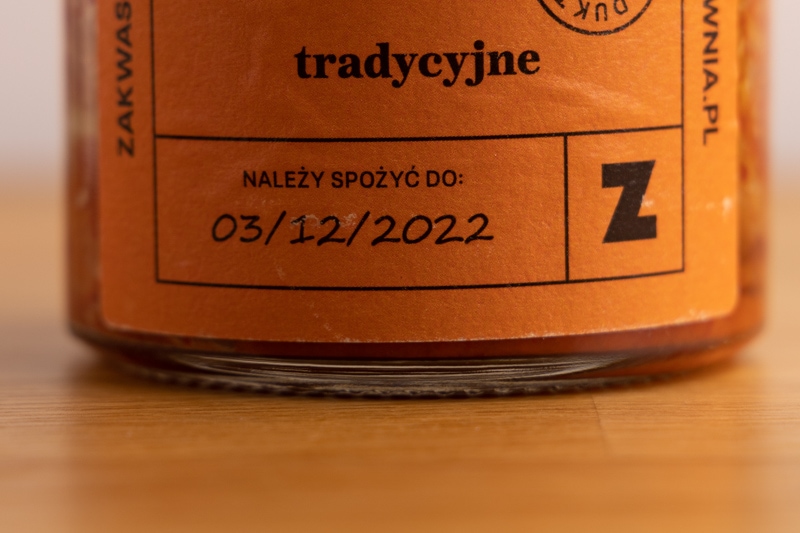 tradycyjne
NALEŻY SPOŻYĆ DO:
03/12/2022
Z